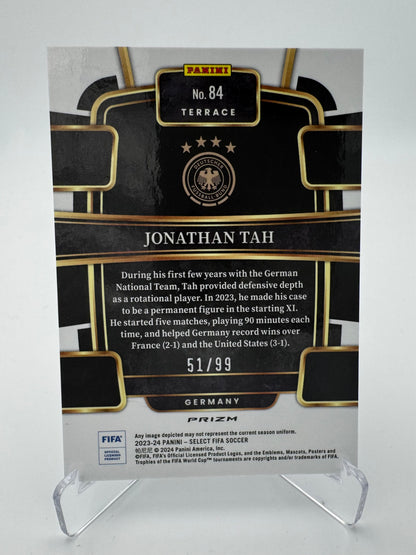 PANINI
No. 84
TERRACE
DEUTSCHER
FUSSBALL-BUND
JONATHAN TAH
During his first few years with the German
National Team, Tah provided defensive depth
as a rotational player. In 2023, he made his case
to be a permanent figure in the starting XI.
He started five matches, playing 90 minutes each
time, and helped Germany record wins over
France (2-1) and the United States (3-1).
51/99
GERMANY
PRIZM
FIFA
OFFICIAL
LICENSED
PRODUCT
Any image depicted may not represent the current season uniform.
2023-24 PANINI – SELECT FIFA SOCCER
帕尼尼 © 2024 Panini America, Inc.
©FIFA, FIFA's Official Licensed Product Logos, and the Emblems, Mascots, Posters and
Trophies of the FIFA World Cup™ tournaments are copyrights and/or trademarks of FIFA.